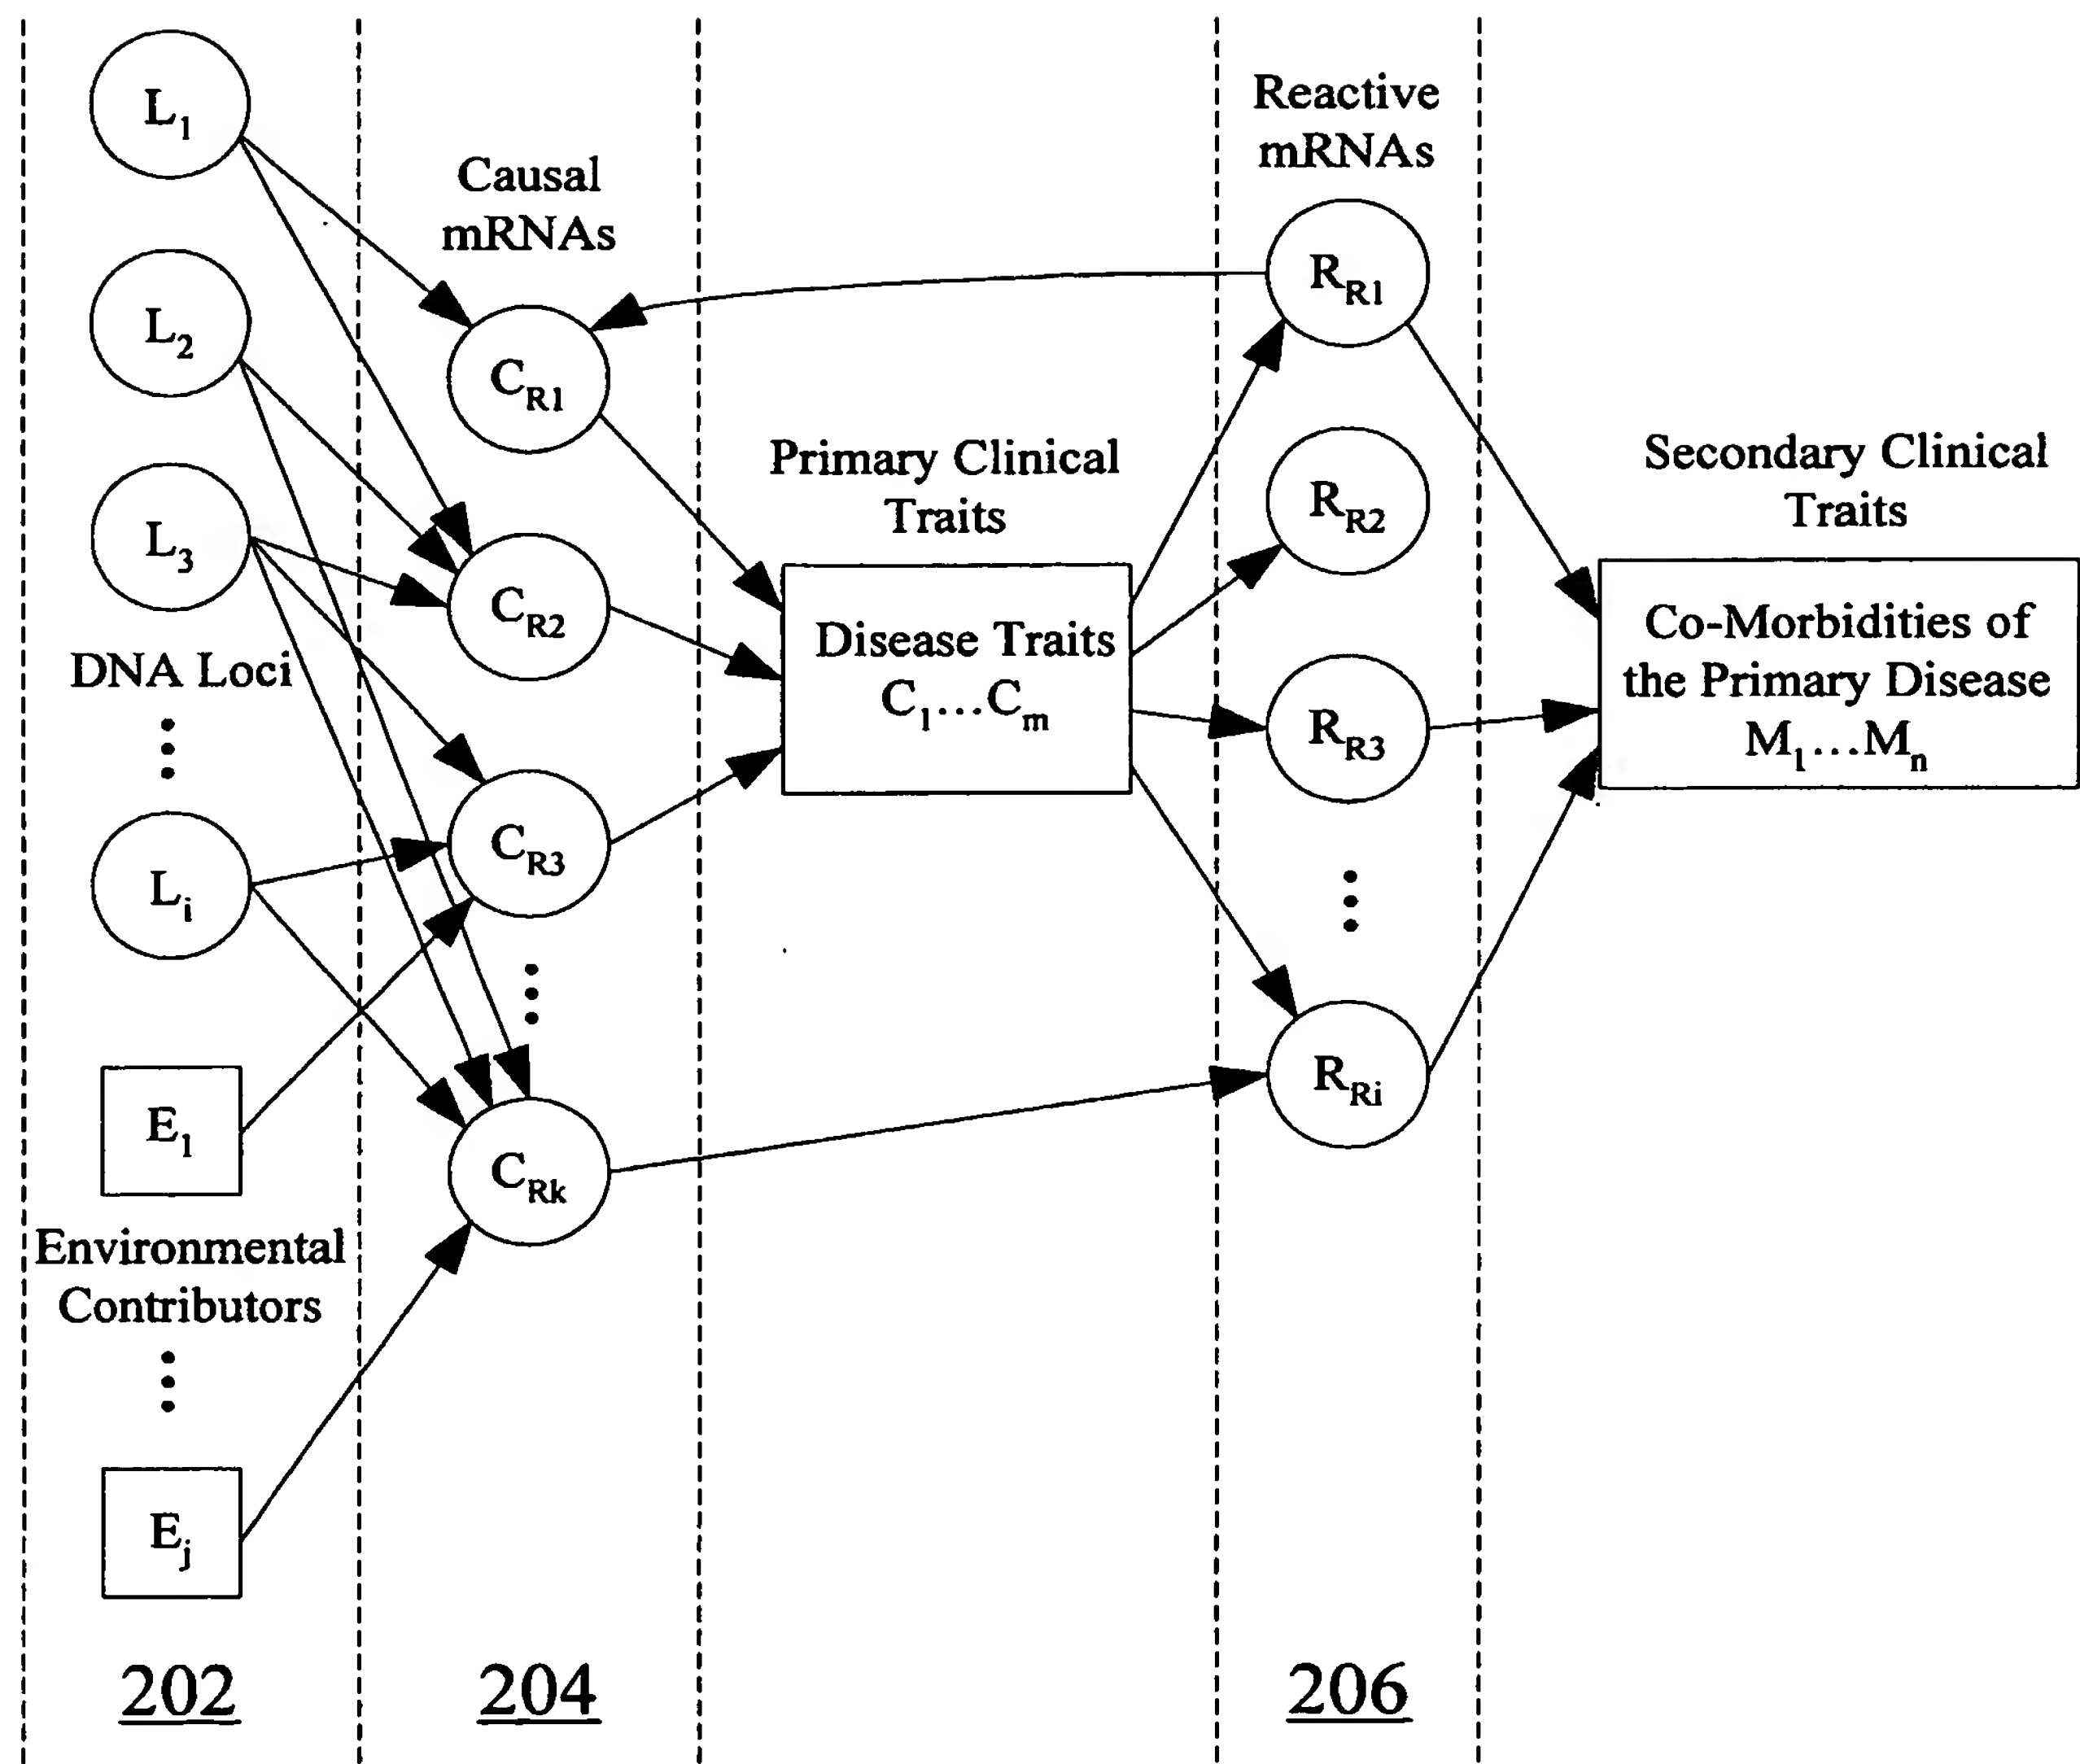 L1
L2
L3
DNA Loci
Li
E1
Environmental
Contributors
Ej
202
Causal
mRNAs
CR1
CR2
CR3
CRk
204
Primary Clinical
Traits
Disease Traits
C1...Cm
Reactive
mRNAs
RR1
RR2
RR3
RRi
206
Secondary Clinical
Traits
Co-Morbidities of
the Primary Disease
M1...Mn